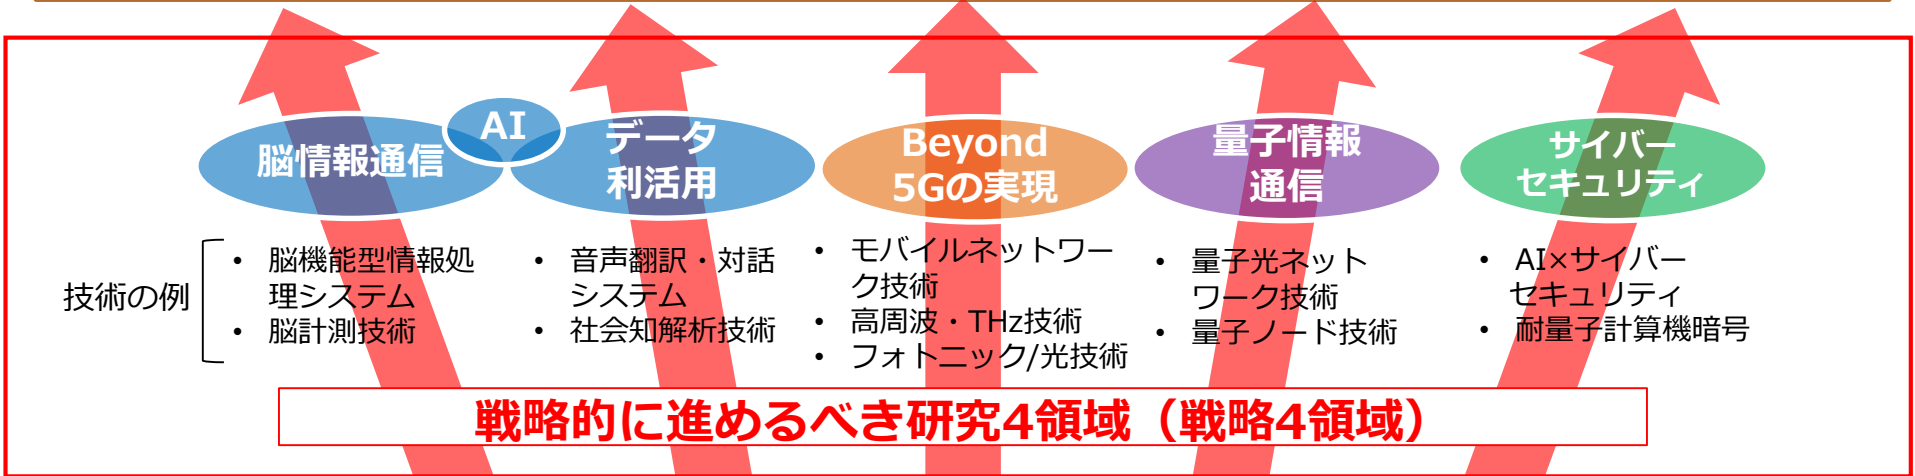 AI
脳情報通信
データ
利活用
Beyond
5Gの実現
量子情報
通信
サイバー
セキュリティ
技術の例
• 脳機能型情報処
理システム
• 脳計測技術
• 音声翻訳・対話
システム
• 社会知解析技術
• モバイルネットワー
ク技術
• 高周波・THz技術
• フォトニック/光技術
• 量子光ネット
ワーク技術
• 量子ノード技術
• AI×サイバー
セキュリティ
• 耐量子計算機暗号
戦略的に進めるべき研究4領域（戦略4領域）